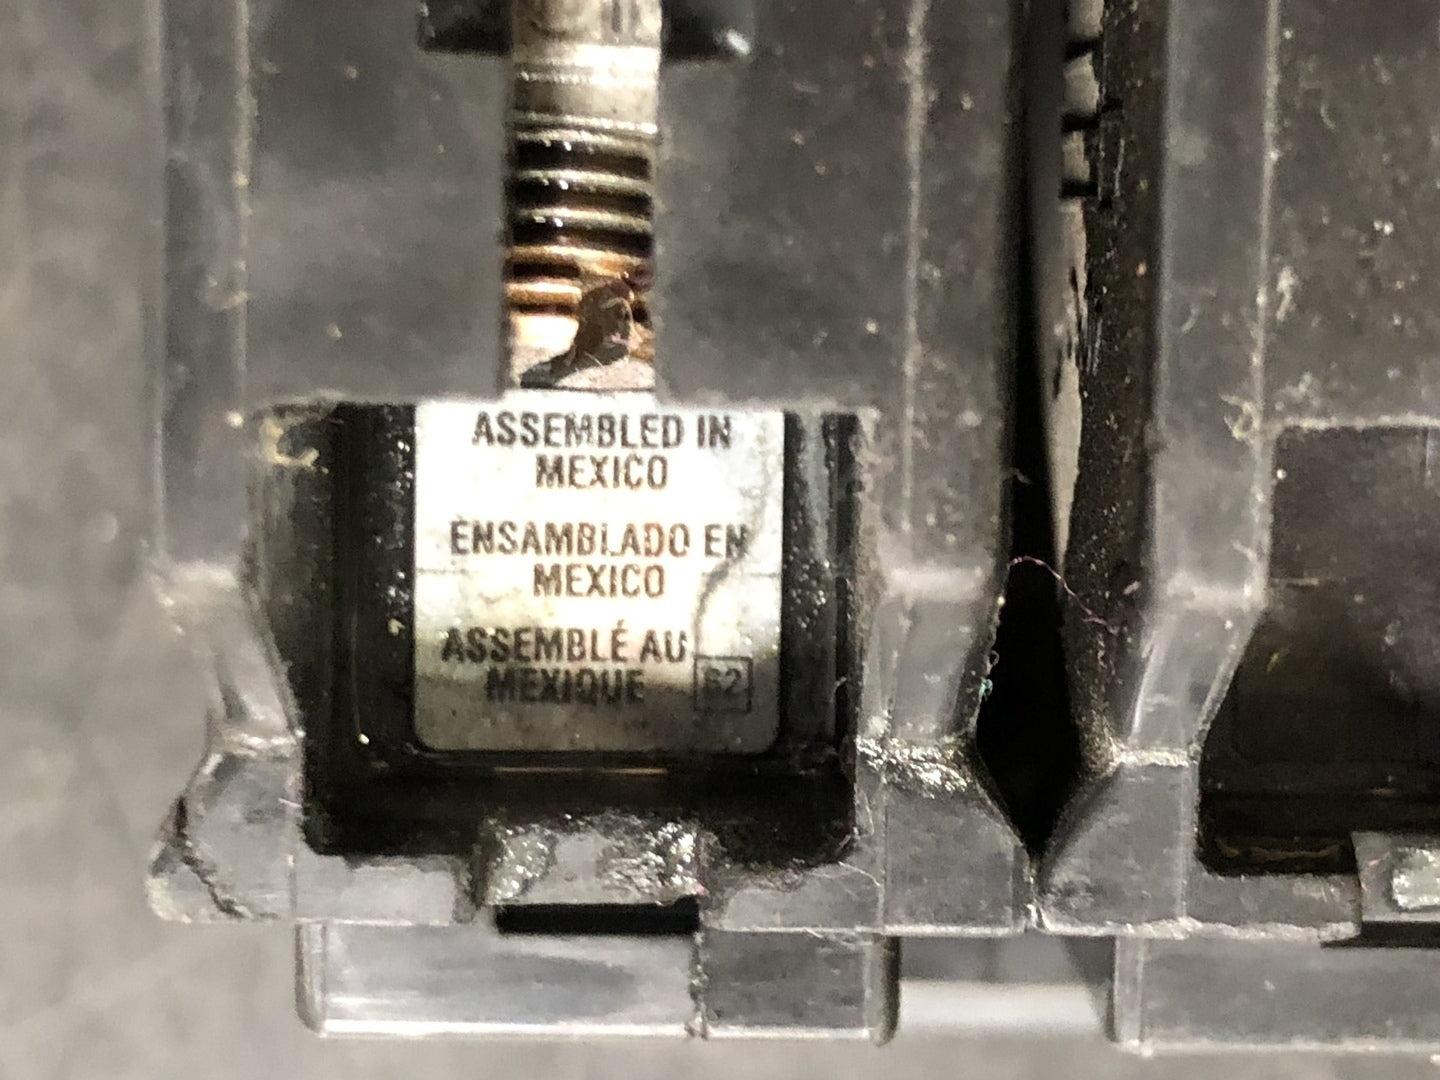 ASSEMBLED IN
MEXICO
ENSAMBLADO EN
MEXICO
ASSEMBLÉ AU
MEXIQUE 62